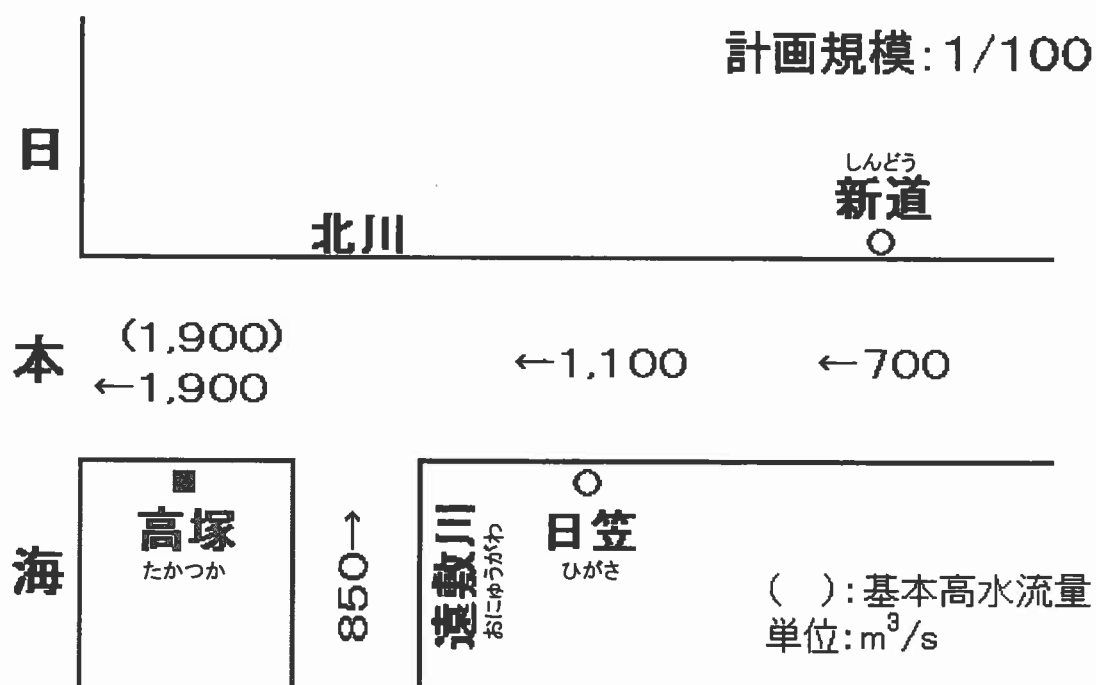 計画規模:1/100
日本海
しんどう
新道
北川
(1,900)
←1,900
←1,100
←700
高塚
たかつか
850→
遠敷川
おにゅうがわ
日笠
ひがさ
( ):基本高水流量
単位:m³/s